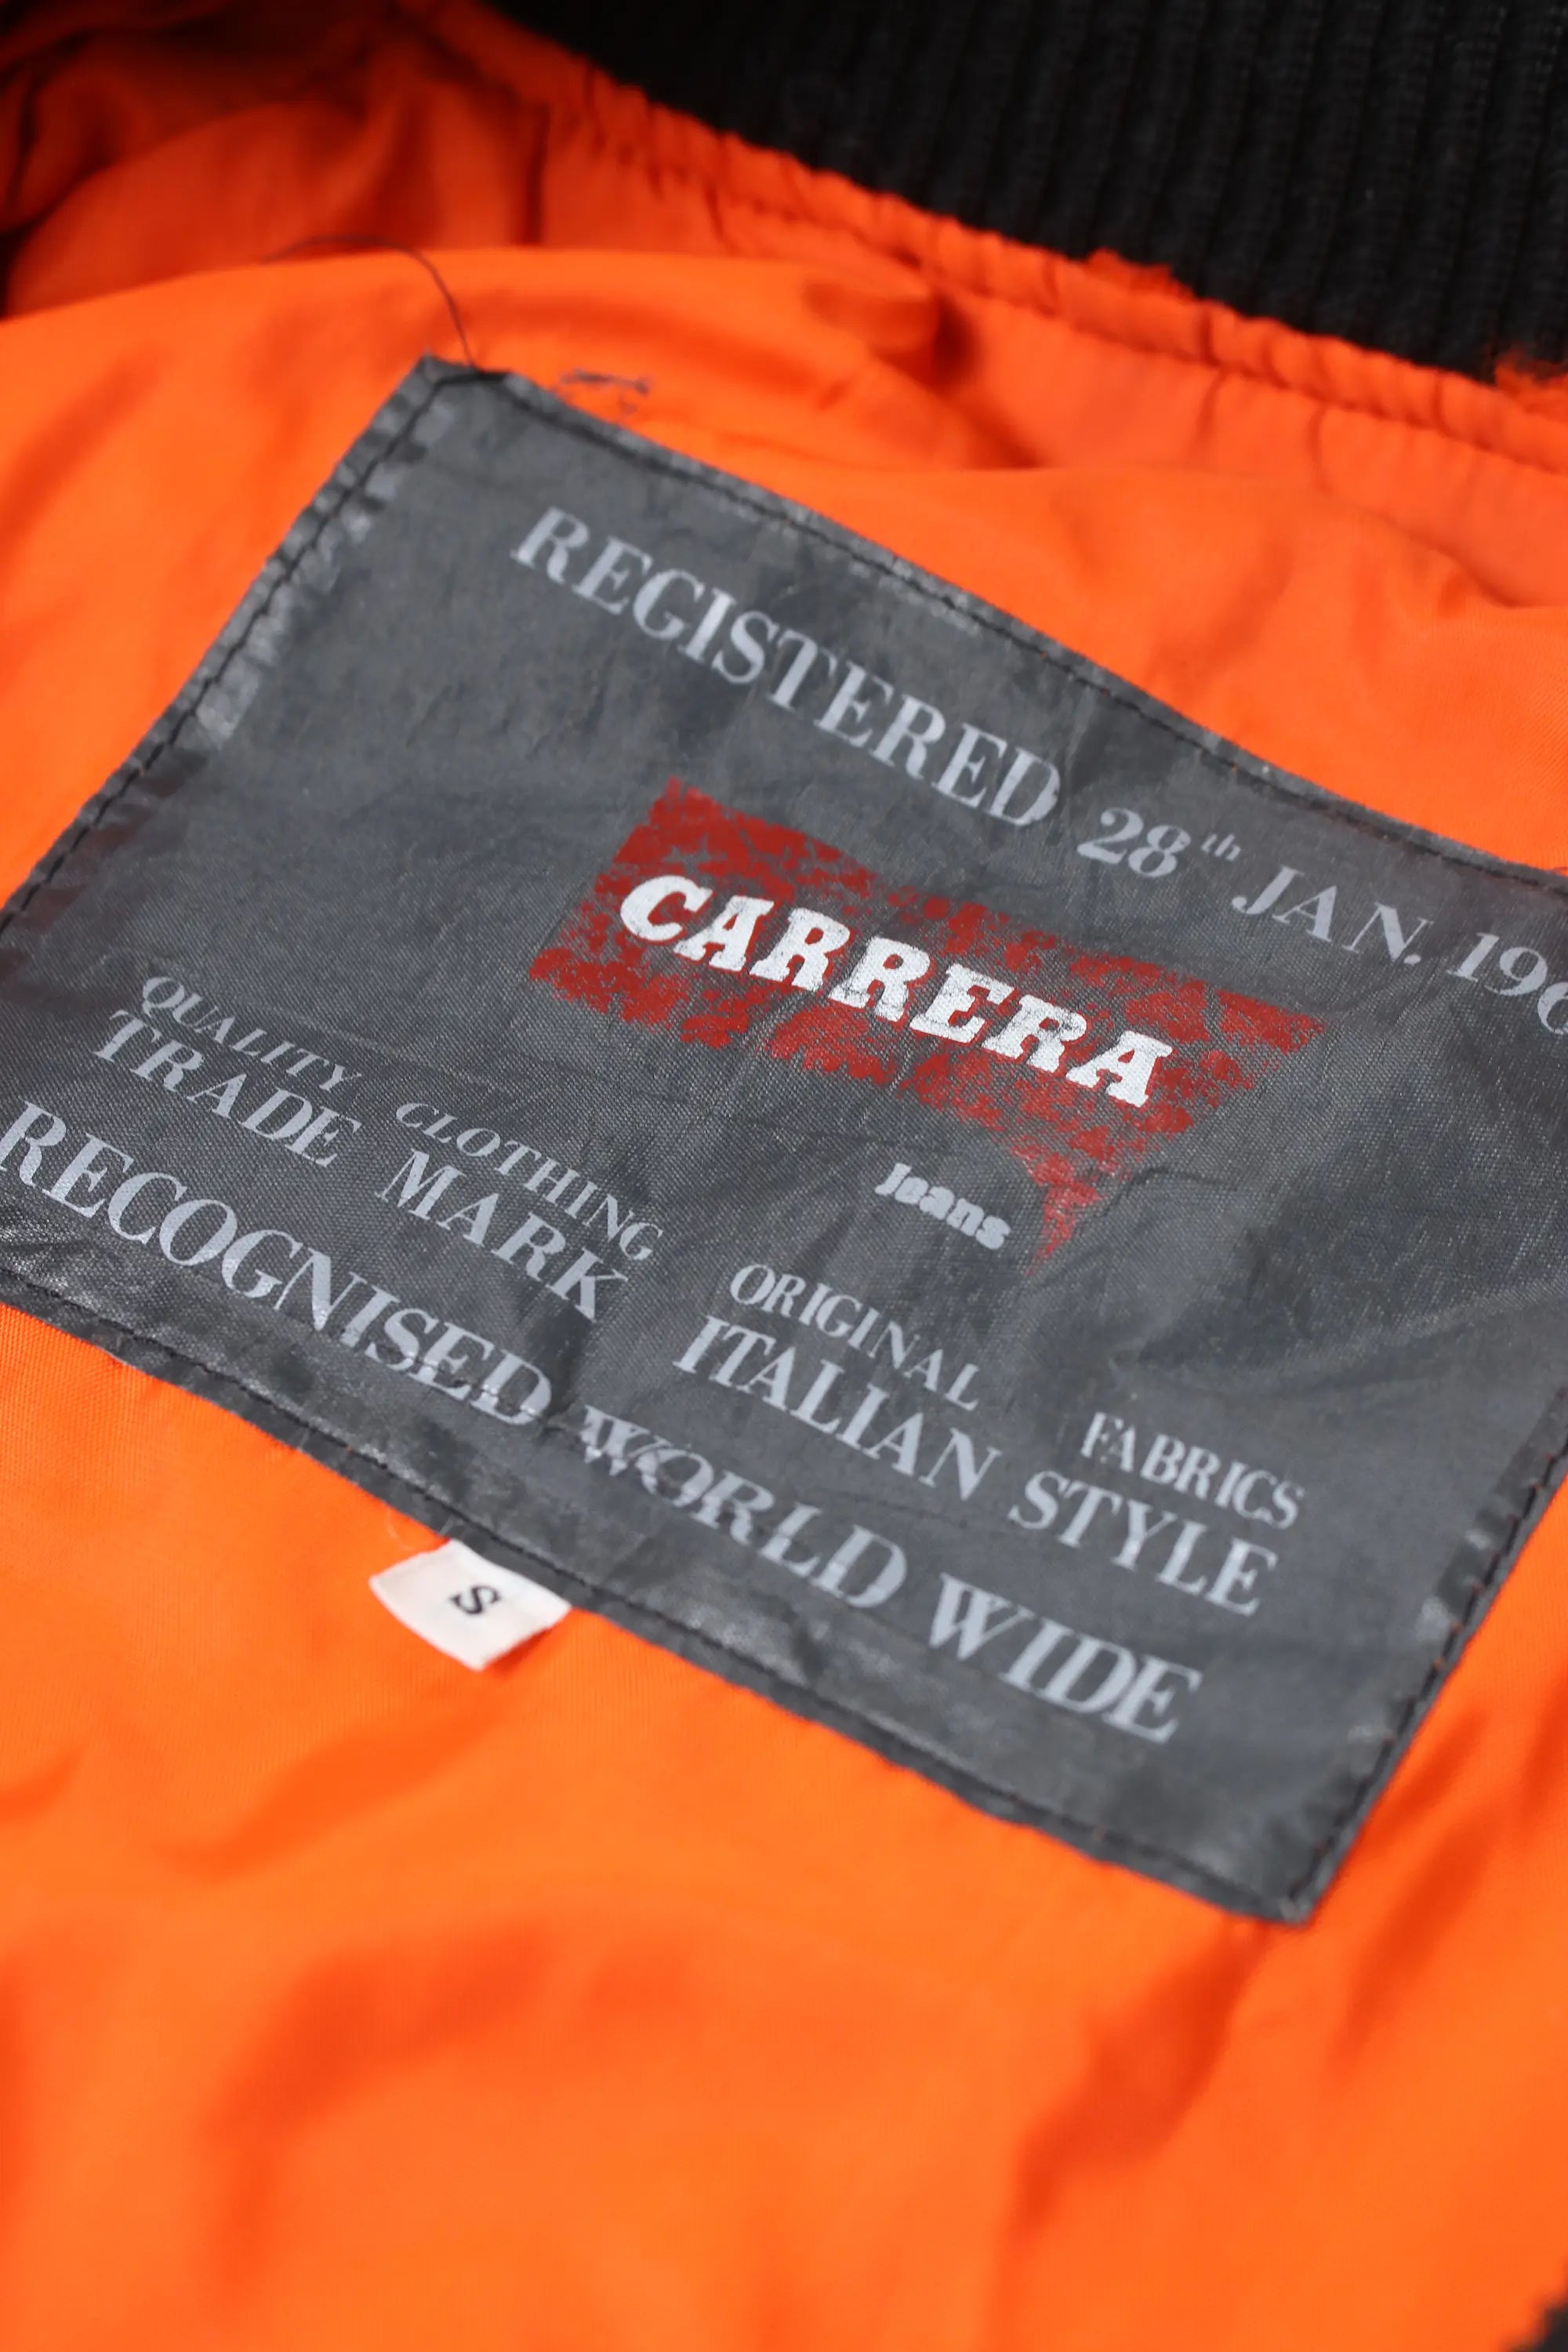 REGISTERED 28th JAN. 196
CARRERA
Jeans
QUALITY CLOTHING ORIGINAL FABRICS
TRADE MARK ITALIAN STYLE
RECOGNISED WORLD WIDE
S